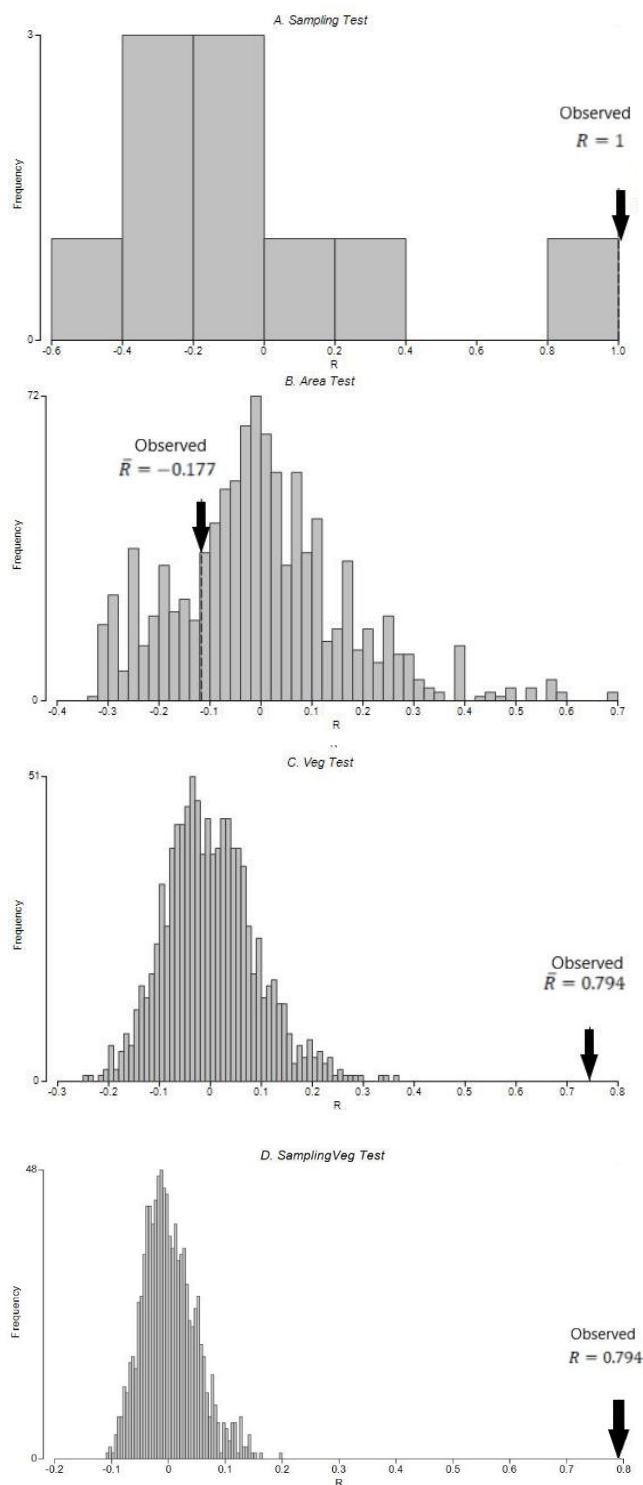 A. Sampling Test
3
Observed
R = 1
Frequency
0
-0.6 -0.4 -0.2 0 0.2 0.4 0.6 0.8 1.0
R
B. Area Test
72
Observed
R̄ = −0.177
Frequency
0
-0.4 -0.3 -0.2 -0.1 0 0.1 0.2 0.3 0.4 0.5 0.6 0.7
R
C. Veg Test
51
Observed
R̄ = 0.794
Frequency
0
-0.3 -0.2 -0.1 0 0.1 0.2 0.3 0.4 0.5 0.6 0.7 0.8
R
D. SamplingVeg Test
48
Observed
R = 0.794
Frequency
0
-0.2 -0.1 0 0.1 0.2 0.3 0.4 0.5 0.6 0.7 0.8
R